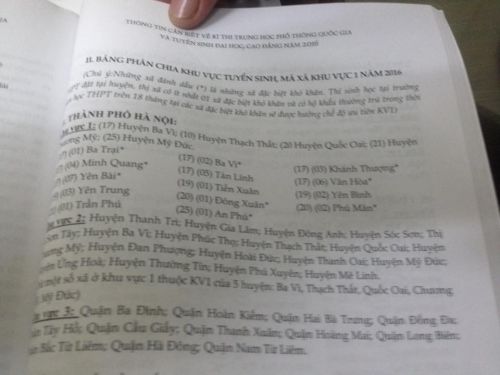 THÔNG TIN CẦN BIẾT VỀ KÌ THI TRUNG HỌC PHỔ THÔNG QUỐC GIA
VÀ TUYỂN SINH ĐẠI HỌC, CAO ĐẲNG NĂM 2016
II. BẢNG PHÂN CHIA KHU VỰC TUYỂN SINH, MÃ XÃ KHU VỰC 1 NĂM 2016
(Chú ý:Những xã đánh dấu (*) là những xã đặc biệt khó khăn. Thí sinh học tại trường
đặt tại huyện, thị xã có ít nhất 01 xã đặc biệt khó khăn và có hộ khẩu thường trú trong thời
học THPT trên 18 tháng tại các xã đặc biệt khó khăn sẽ được hưởng chế độ ưu tiên KV1)
THÀNH PHỐ HÀ NỘI:
vực 1: (17) Huyện Ba Vì; (10) Huyện Thạch Thất; (20 Huyện Quốc Oai; (21) Huyện
Mỹ; (25) Huyện Mỹ Đức.
(01) Ba Trại* (17) (02) Ba Vì* (17) (03) Khánh Thượng*
(04) Minh Quang* (17) (05) Tản Lĩnh (17) (06) Vân Hòa*
(07) Yên Bài* (19) (01) Tiến Xuân (19) (02) Yên Bình
(03) Yên Trung (20) (01) Đông Xuân* (20) (02) Phú Mãn*
(01) Trần Phú (25) (01) An Phú*
vực 2: Huyện Thanh Trì; Huyện Gia Lâm; Huyện Đông Anh; Huyện Sóc Sơn; Thị
Sơn Tây; Huyện Ba Vì; Huyện Phúc Thọ; Huyện Thạch Thất; Huyện Quốc Oai; Huyện
Mỹ; Huyện Đan Phượng; Huyện Hoài Đức; Huyện Thanh Oai; Huyện Mỹ Đức;
Ứng Hoà; Huyện Thường Tín; Huyện Phú Xuyên; Huyện Mê Linh.
một số xã ở khu vực 1 thuộc KV1 của 5 huyện: Ba Vì, Thạch Thất, Quốc Oai, Chương
Mỹ Đức)
vực 3: Quận Ba Đình; Quận Hoàn Kiếm; Quận Hai Bà Trưng; Quận Đống Đa;
Tây Hồ; Quận Cầu Giấy; Quận Thanh Xuân; Quận Hoàng Mai; Quận Long Biên;
Bắc Từ Liêm; Quận Hà Đông; Quận Nam Từ Liêm.